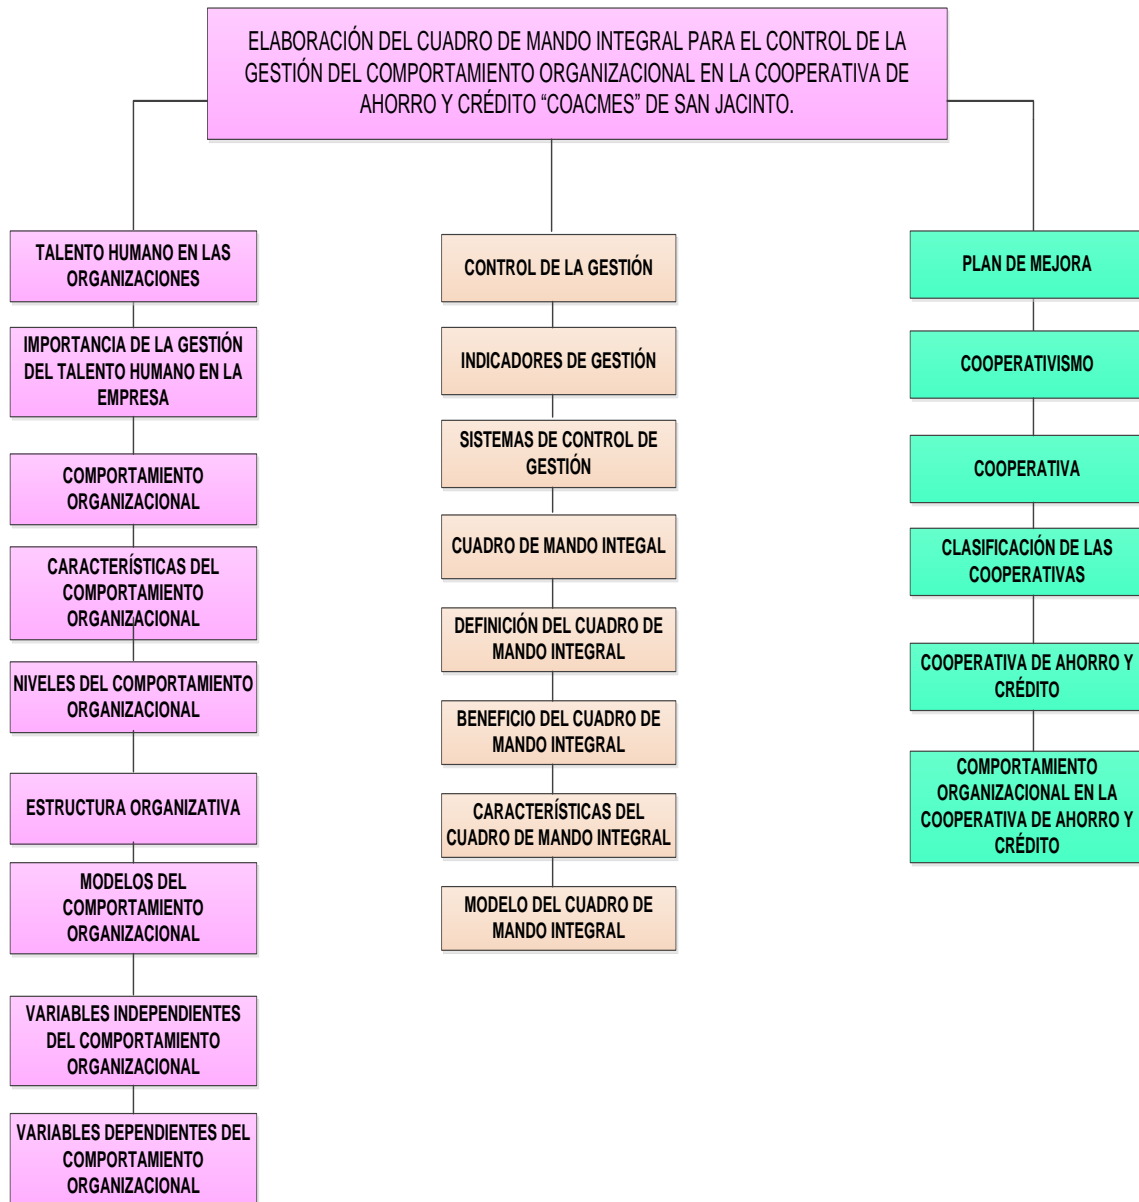 ELABORACIÓN DEL CUADRO DE MANDO INTEGRAL PARA EL CONTROL DE LA
GESTIÓN DEL COMPORTAMIENTO ORGANIZACIONAL EN LA COOPERATIVA DE
AHORRO Y CRÉDITO “COACMES” DE SAN JACINTO.
TALENTO HUMANO EN LAS
ORGANIZACIONES
IMPORTANCIA DE LA GESTIÓN
DEL TALENTO HUMANO EN LA
EMPRESA
COMPORTAMIENTO
ORGANIZACIONAL
CARACTERÍSTICAS DEL
COMPORTAMIENTO
ORGANIZACIONAL
NIVELES DEL COMPORTAMIENTO
ORGANIZACIONAL
ESTRUCTURA ORGANIZATIVA
MODELOS DEL
COMPORTAMIENTO
ORGANIZACIONAL
VARIABLES INDEPENDIENTES
DEL COMPORTAMIENTO
ORGANIZACIONAL
VARIABLES DEPENDIENTES DEL
COMPORTAMIENTO
ORGANIZACIONAL
CONTROL DE LA GESTIÓN
INDICADORES DE GESTIÓN
SISTEMAS DE CONTROL DE
GESTIÓN
CUADRO DE MANDO INTEGAL
DEFINICIÓN DEL CUADRO DE
MANDO INTEGRAL
BENEFICIO DEL CUADRO DE
MANDO INTEGRAL
CARACTERÍSTICAS DEL
CUADRO DE MANDO INTEGRAL
MODELO DEL CUADRO DE
MANDO INTEGRAL
PLAN DE MEJORA
COOPERATIVISMO
COOPERATIVA
CLASIFICACIÓN DE LAS
COOPERATIVAS
COOPERATIVA DE AHORRO Y
CRÉDITO
COMPORTAMIENTO
ORGANIZACIONAL EN LA
COOPERATIVA DE AHORRO Y
CRÉDITO